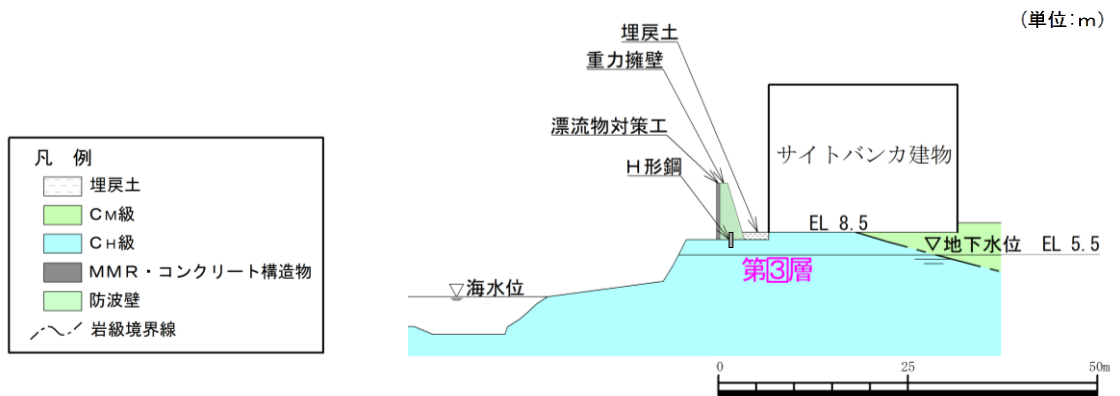 (単位:m)
埋戻土
重力擁壁
漂流物対策工
H形鋼
サイトバンカ建物
EL 8.5
▽地下水位 EL 5.5
第3層
▽海水位
凡 例
埋戻土
CM級
CH級
MMR・コンクリート構造物
防波壁
岩級境界線
0 25 50m